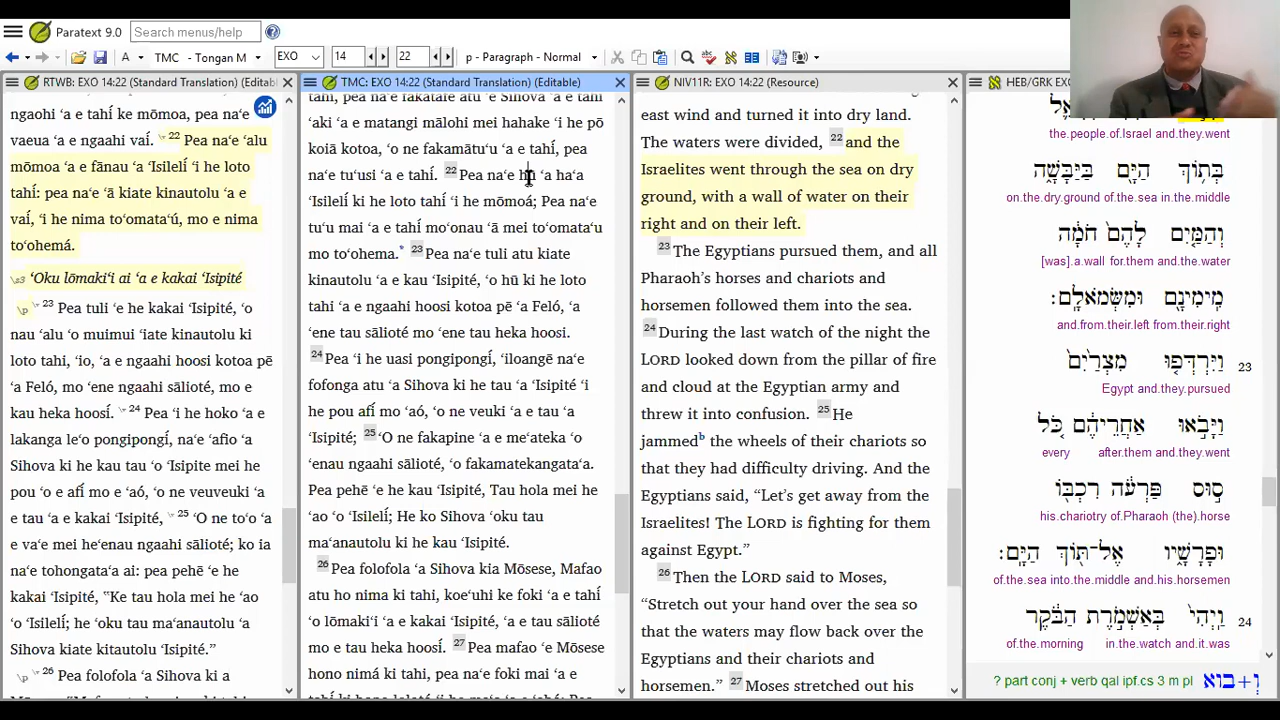 Paratext 9.0
Search menus/help
TMC - Tongan M
EXO
14
22
p - Paragraph - Normal
RTWB: EXO 14:22 (Standard Translation) (Editab
ngaohi ʻa e tahí ke mōmoa, pea naʻe
vaeua ʻa e ngaahi vaí. 22 Pea naʻe ʻalu
mōmoa ʻa e fānau ʻa ʻIsilelí ʻi he loto
tahí: pea naʻe ʻā kiate kinautolu ʻa e
vaí, ʻi he nima toʻomataʻú, mo e nima
toʻohemá.
\s3 ʻOku lōmakiʻi ai ʻa e kakai ʻIsipité
\p 23 Pea tuli ʻe he kakai ʻIsipité, ʻo
nau ʻalu ʻo muimui ʻiate kinautolu ki
loto tahi, ʻio, ʻa e ngaahi hoosi kotoa pē
ʻa Feló, mo ʻene ngaahi sālioté, mo e
kau heka hoosí. 24 Pea ʻi he hoko ʻa e
lakanga leʻo pongipongí, naʻe ʻafio ʻa
Sihova ki he kau tau ʻo ʻIsipite mei he
pou ʻo e afí mo e ʻaó, ʻo ne veuveuki ʻa
e tau ʻa e kakai ʻIsipité, 25 ʻO ne toʻo ʻa
e vaʻe mei heʻenau ngaahi sālioté; ko ia
naʻe tohongataʻa ai: pea pehē ʻe he
kakai ʻIsipité, “Ke tau hola mei he ʻao
ʻo ʻIsilelí; he ʻoku tau maʻanautolu ʻa
Sihova kiate kitautolu ʻIsipité.”
\p 26 Pea folofola ʻa Sihova ki a
TMC: EXO 14:22 (Standard Translation) (Editable)
tahi, pea naʻe fakafafe atu ʻe Sihova ʻa e tahi
ʻaki ʻa e matangi mālohi mei hahake ʻi he pō
koiā kotoa, ʻo ne fakamātuʻu ʻa e tahí, pea
naʻe tuʻusi ʻa e tahí. 22 Pea naʻe hū ʻa haʻa
ʻIsilelí ki he loto tahí ʻi he mōmoá; Pea naʻe
tuʻu mai ʻa e tahí moʻonau ʻā mei toʻomataʻu
mo toʻohema. 23 Pea naʻe tuli atu kiate
kinautolu ʻa e kau ʻIsipité, ʻo hū ki he loto
tahi ʻa e ngaahi hoosi kotoa pē ʻa Feló,
ʻene tau sālioté mo ʻene tau heka hoosi.
24 Pea ʻi he uasi pongipongí, ʻiloangē naʻe
fofonga atu ʻa Sihova ki he tau ʻa ʻIsipité ʻi
he pou afí mo ʻaó, ʻo ne veuki ʻa e tau ʻa
ʻIsipité; 25 ʻO ne fakapine ʻa e meʻateka ʻo
ʻenau ngaahi sālioté, ʻo fakamatekangataʻa.
Pea pehē ʻe he kau ʻIsipité, Tau hola mei he
ʻao ʻo ʻIsilelí; He ko Sihova ʻoku tau
maʻanautolu ki he kau ʻIsipité.
26 Pea folofola ʻa Sihova kia Mōsese, Mafao
atu ho nima ki tahi, koeʻuhi ke foki ʻa e tahí
ʻo lōmakiʻi ʻa e kakai ʻIsipité, ʻa e tau sālioté
mo e tau heka hoosí. 27 Pea mafao ʻe Mōsese
hono nimá ki tahi, pea naʻe foki mai ʻa e
NIV11R: EXO 14:22 (Resource)
east wind and turned it into dry land.
The waters were divided, 22 and the
Israelites went through the sea on dry
ground, with a wall of water on their
right and on their left.
23 The Egyptians pursued them, and all
Pharaoh’s horses and chariots and
horsemen followed them into the sea.
24 During the last watch of the night the
LORD looked down from the pillar of fire
and cloud at the Egyptian army and
threw it into confusion. 25 He
jammedb the wheels of their chariots so
that they had difficulty driving. And the
Egyptians said, “Let’s get away from the
Israelites! The LORD is fighting for them
against Egypt.”
26 Then the LORD said to Moses,
“Stretch out your hand over the sea so
that the waters may flow back over the
Egyptians and their chariots and
horsemen.” 27 Moses stretched out his
HEB/GRK EXO
the.people.of.Israel and.they.went
בְּת֥וֹךְ הַיָּ֖ם בַּיַּבָּשָׁ֑ה
on.the.dry.ground of.the.sea in.the.middle
וְהַמַּ֤יִם לָהֶם֙ חֹמָ֔ה
[was].a.wall for.them and.the.water
מִֽימִינָ֖ם וּמִשְּׂמֹאלָֽם׃
and.from.their.left from.their.right
23 וַיִּרְדְּפ֤וּ מִצְרַ֙יִם֙
Egypt and.they.pursued
וַיָּבֹ֣אוּ אַחֲרֵיהֶ֔ם כֹּ֚ל
every after.them and.they.went
ס֣וּס פַּרְעֹ֔ה רִכְבּ֖וֹ
his.chariotry of.Pharaoh (the).horse
וּפָרָשָׁ֑יו אֶל־תּ֖וֹךְ הַיָּֽם׃
of.the.sea into.the.middle and.his.horsemen
24 וַֽיְהִי֙ בְּאַשְׁמֹ֣רֶת הַבֹּ֔קֶר
of.the.morning in.the.watch and.it.was
? part conj + verb qal ipf.cs 3 m pl וְ+בוא